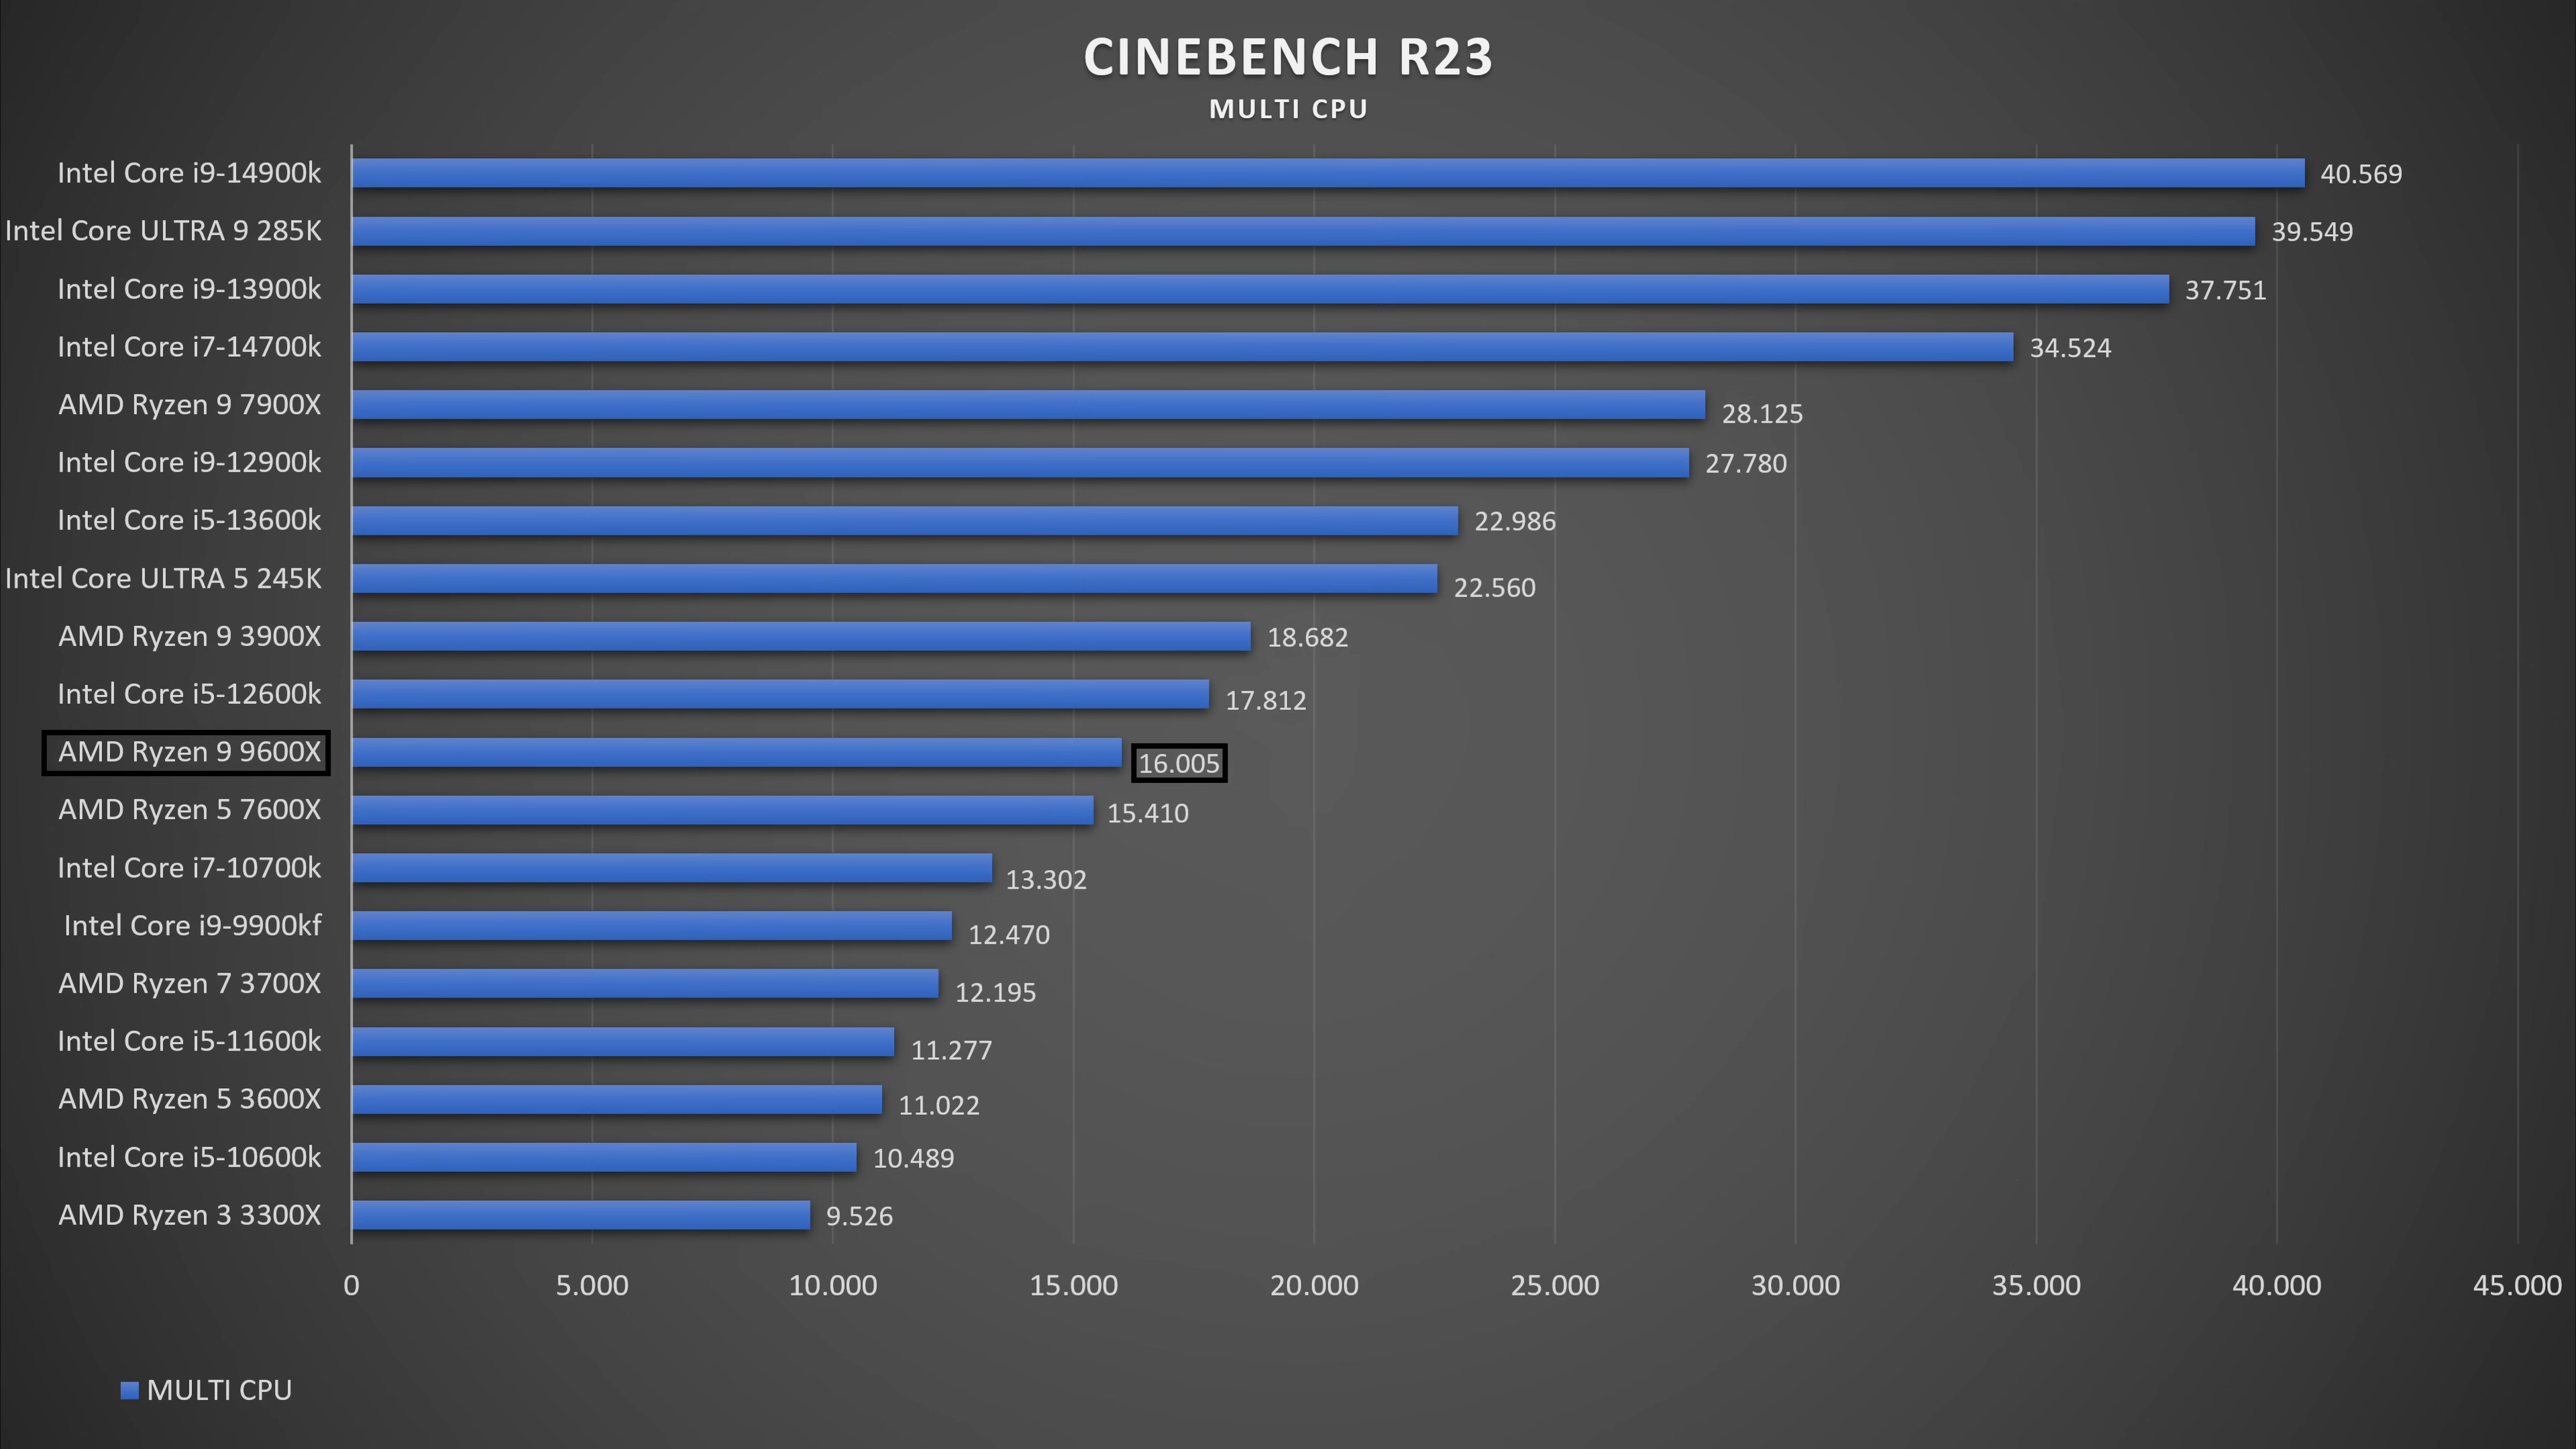 CINEBENCH R23
MULTI CPU
Intel Core i9-14900k 40.569
Intel Core ULTRA 9 285K 39.549
Intel Core i9-13900k 37.751
Intel Core i7-14700k 34.524
AMD Ryzen 9 7900X 28.125
Intel Core i9-12900k 27.780
Intel Core i5-13600k 22.986
Intel Core ULTRA 5 245K 22.560
AMD Ryzen 9 3900X 18.682
Intel Core i5-12600k 17.812
AMD Ryzen 9 9600X 16.005
AMD Ryzen 5 7600X 15.410
Intel Core i7-10700k 13.302
Intel Core i9-9900kf 12.470
AMD Ryzen 7 3700X 12.195
Intel Core i5-11600k 11.277
AMD Ryzen 5 3600X 11.022
Intel Core i5-10600k 10.489
AMD Ryzen 3 3300X 9.526
0 5.000 10.000 15.000 20.000 25.000 30.000 35.000 40.000 45.000
MULTI CPU